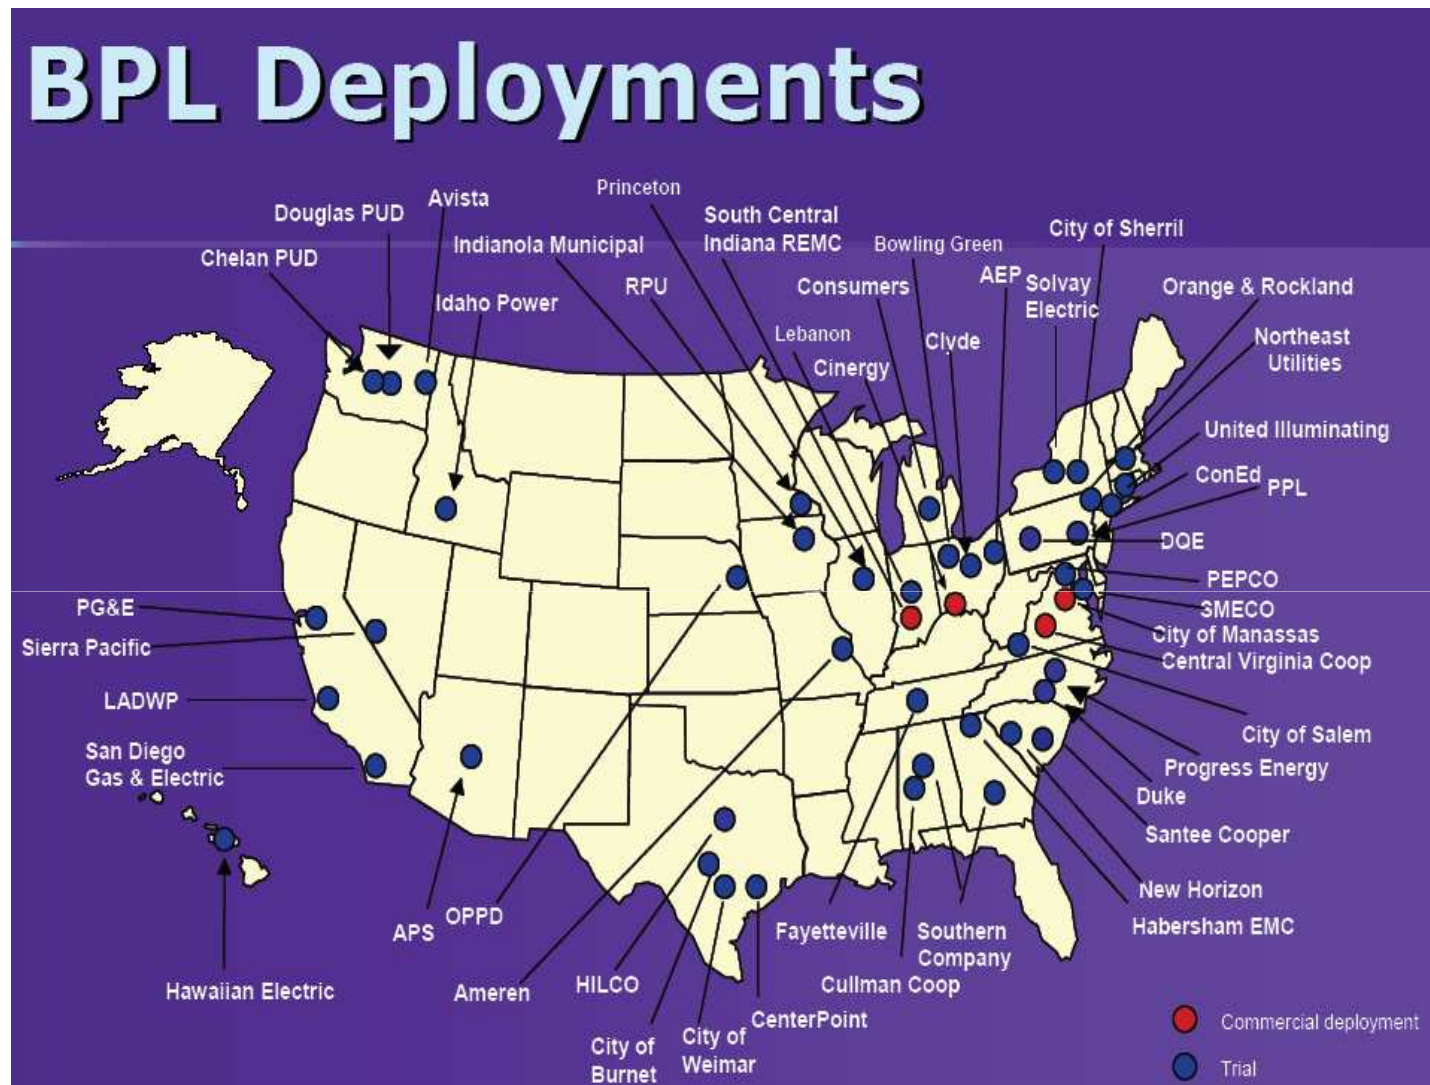 BPL Deployments
Princeton
Avista
Douglas PUD
South Central
Indiana REMC
City of Sherril
Indianola Municipal
Bowling Green
Chelan PUD
AEP
Solvay
Electric
RPU
Consumers
Orange & Rockland
Idaho Power
Lebanon
Clyde
Northeast
Utilities
Cinergy
United Illuminating
ConEd
PPL
DQE
PEPCO
PG&E
SMECO
City of Manassas
Sierra Pacific
Central Virginia Coop
LADWP
City of Salem
San Diego
Gas & Electric
Progress Energy
Duke
Santee Cooper
New Horizon
Habersham EMC
APS
OPPD
Fayetteville
Southern
Company
Hawaiian Electric
Ameren
HILCO
Cullman Coop
CenterPoint
City of
Burnet
City of
Weimar
Commercial deployment
Trial